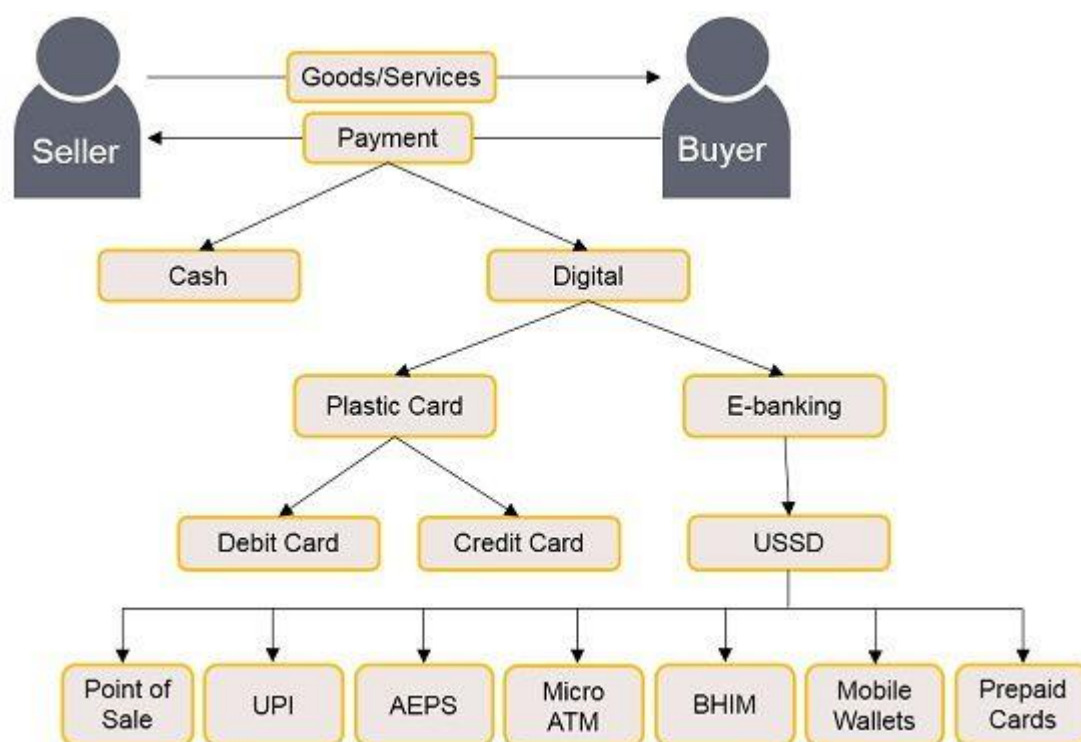 Goods/Services
Seller
Payment
Buyer
Cash
Digital
Plastic Card
E-banking
Debit Card
Credit Card
USSD
Point of
Sale
UPI
AEPS
Micro
ATM
BHIM
Mobile
Wallets
Prepaid
Cards